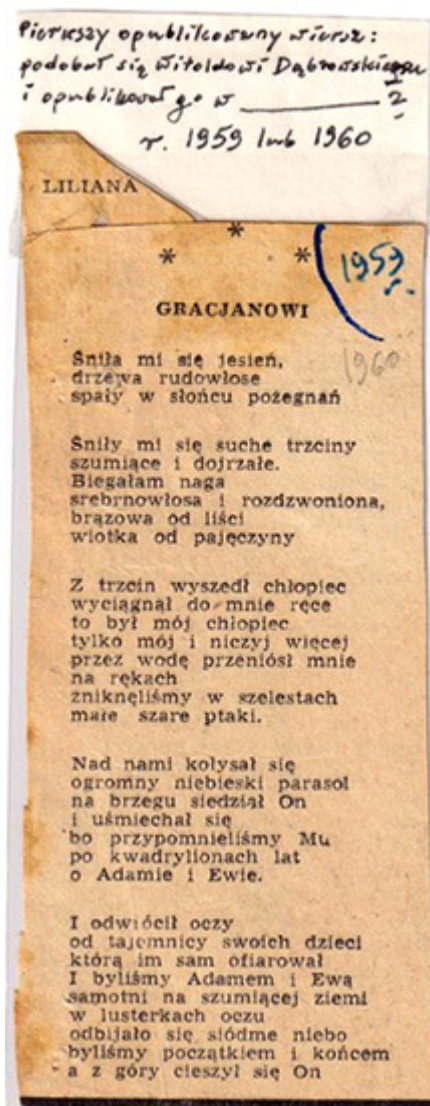 Pierwszy opublikowany wiersz:
podobał się Witoldowi Dąbrowskiemu
i opublikował go w ________ ?
r. 1959 lub 1960
LILIANA
*
* *
1959
r.
GRACJANOWI
1960
Śniła mi się jesień,
drzewa rudowłose
spały w słońcu pożegnań
Śniły mi się suche trzciny
szumiące i dojrzałe.
Biegałam naga
srebrnowłosa i rozdzwoniona,
brązowa od liści
wiotka od pajęczyny
Z trzcin wyszedł chłopiec
wyciągnął do mnie ręce
to był mój chłopiec
tylko mój i niczyj więcej
przez wodę przeniósł mnie
na rękach
zniknęliśmy w szelestach
małe szare ptaki.
Nad nami kołysał się
ogromny niebieski parasol
na brzegu siedział On
i uśmiechał się
bo przypomnieliśmy Mu
po kwadrylionach lat
o Adamie i Ewie.
I odwrócił oczy
od tajemnicy swoich dzieci
którą im sam ofiarował
I byliśmy Adamem i Ewą
samotni na szumiącej ziemi
w lusterkach oczu
odbijało się siódme niebo
byliśmy początkiem i końcem
a z góry cieszył się On